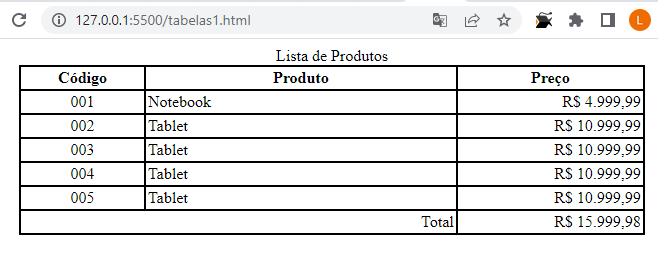 127.0.0.1:5500/tabelas1.html
L
Lista de Produtos
Código Produto Preço
001 Notebook R$ 4.999,99
002 Tablet R$ 10.999,99
003 Tablet R$ 10.999,99
004 Tablet R$ 10.999,99
005 Tablet R$ 10.999,99
Total R$ 15.999,98